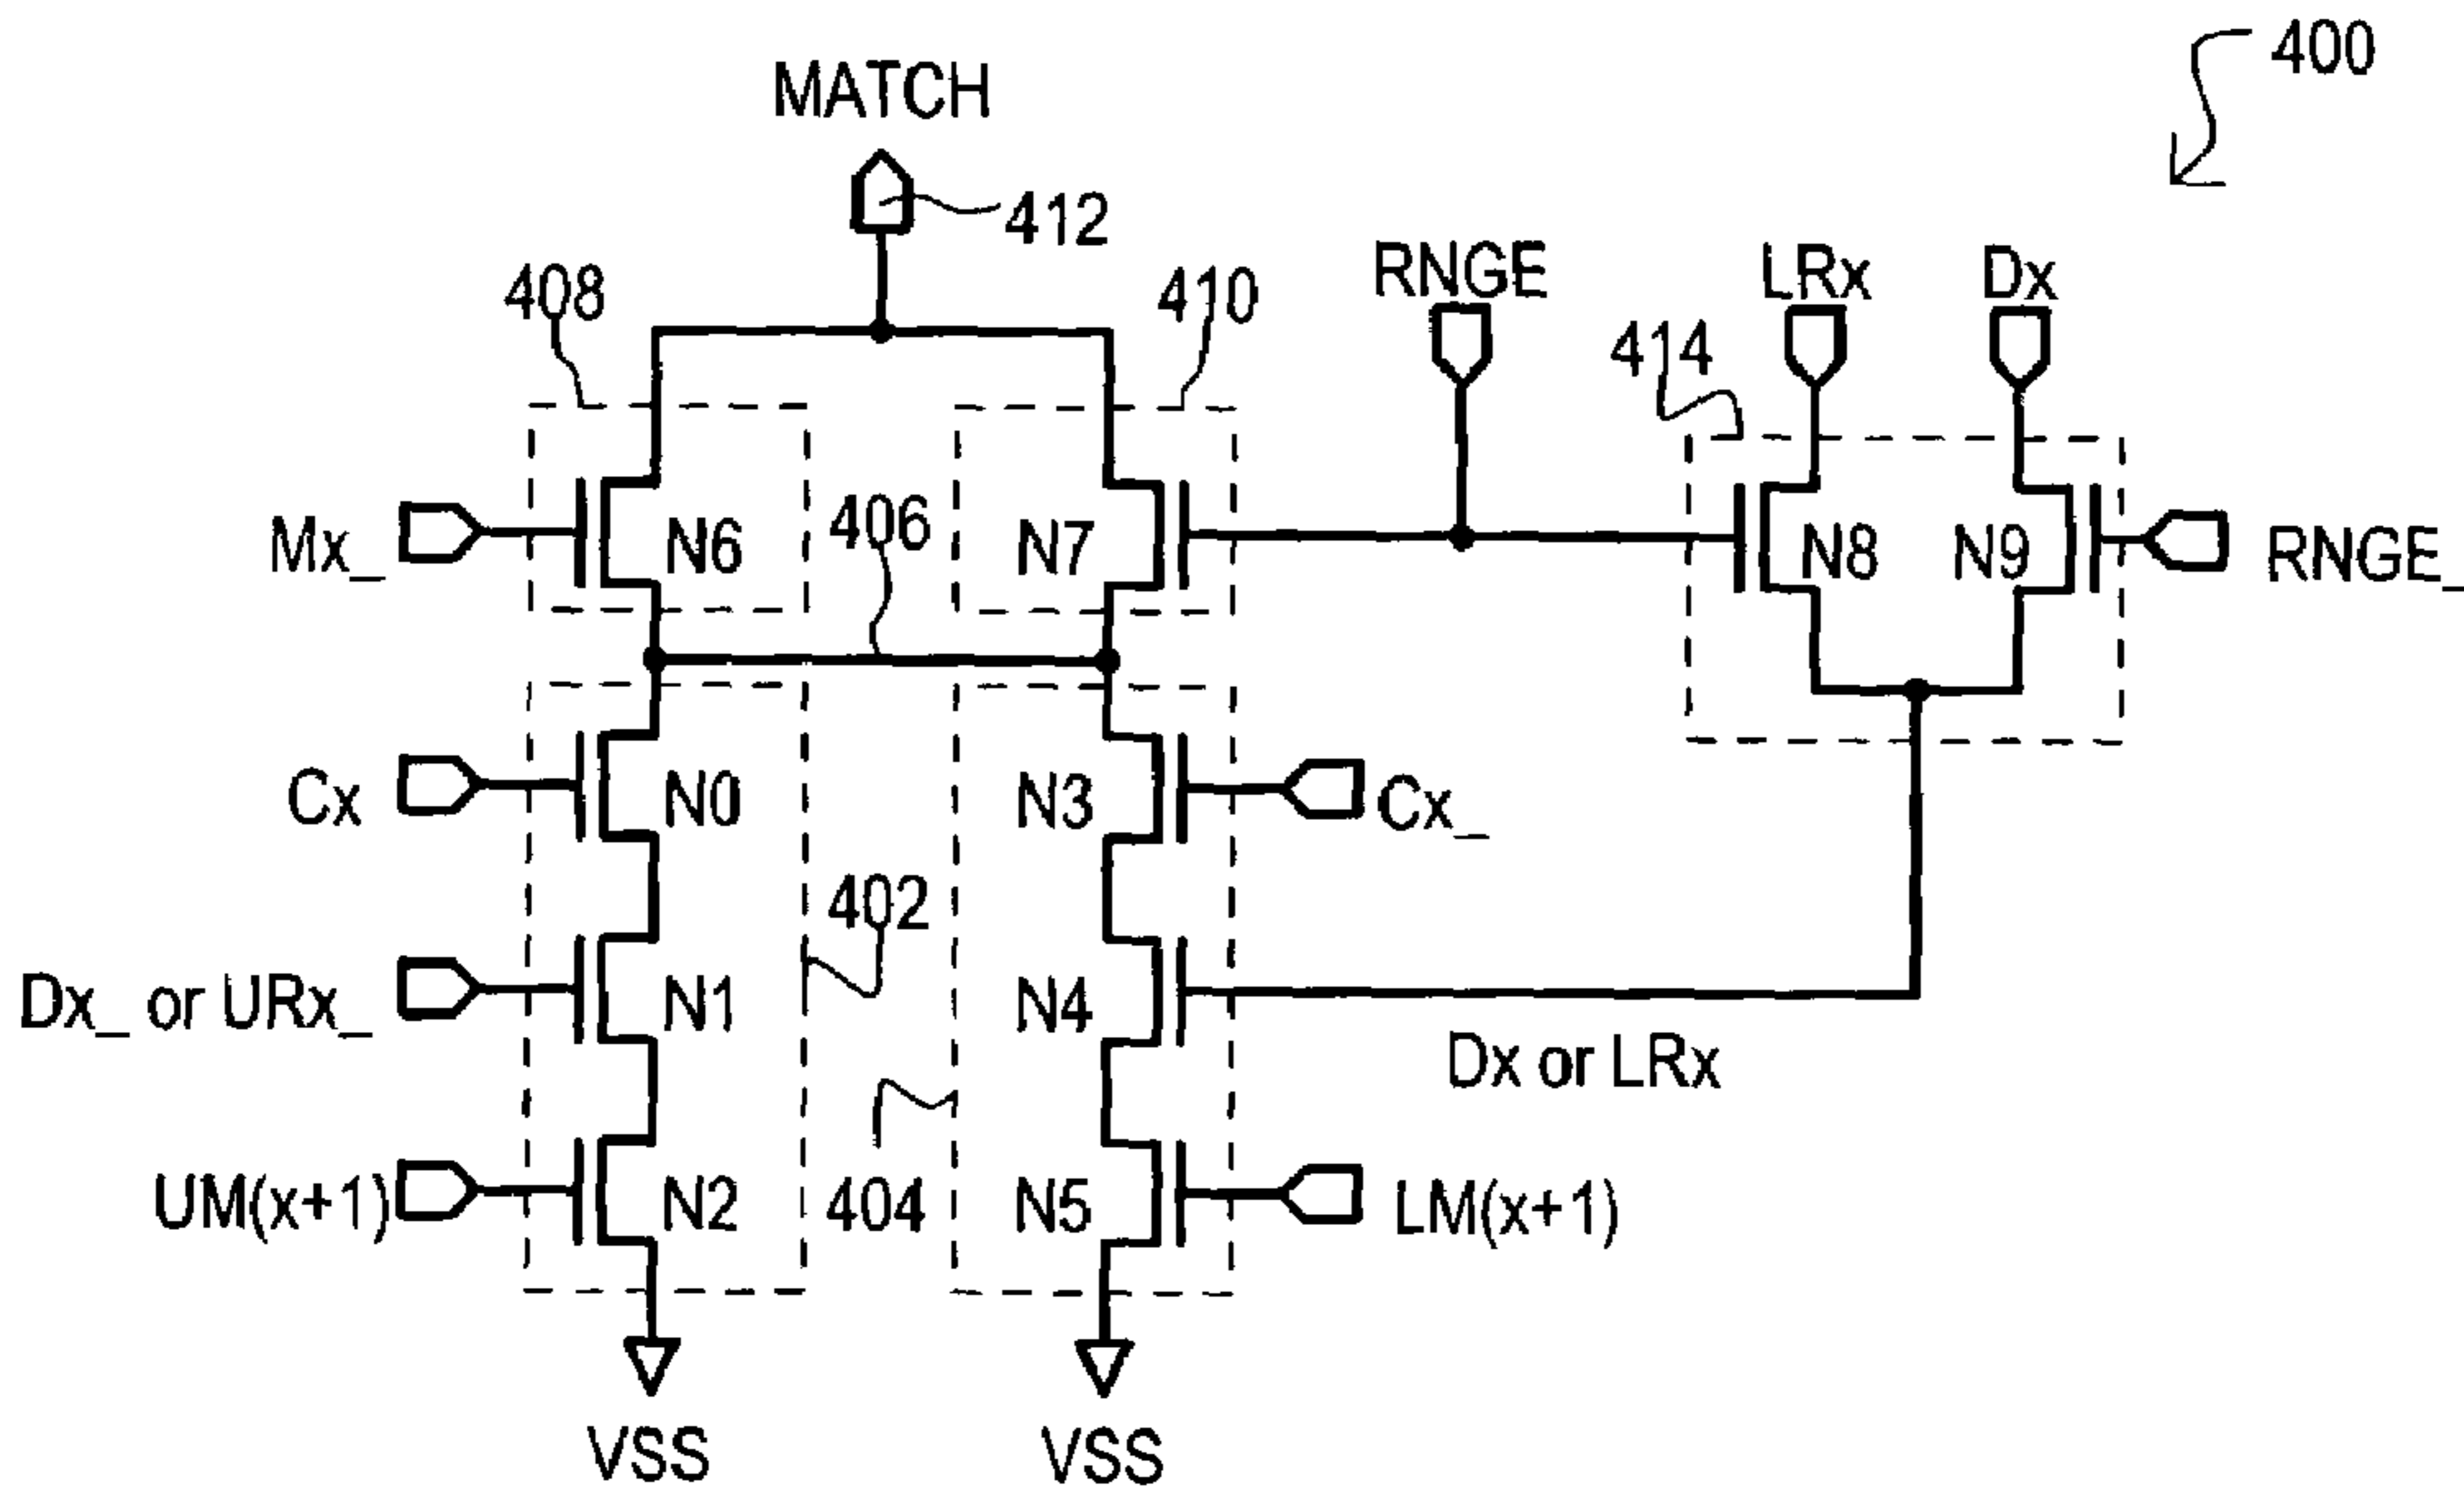 400
MATCH
412
408
410
RNGE
LRx
Dx
414
Mx_
N6
406
N7
N8
N9
RNGE_
Cx
N0
N3
Cx_
402
Dx_ or URx_
N1
N4
Dx or LRx
UM(x+1)
N2
404
N5
LM(x+1)
VSS
VSS